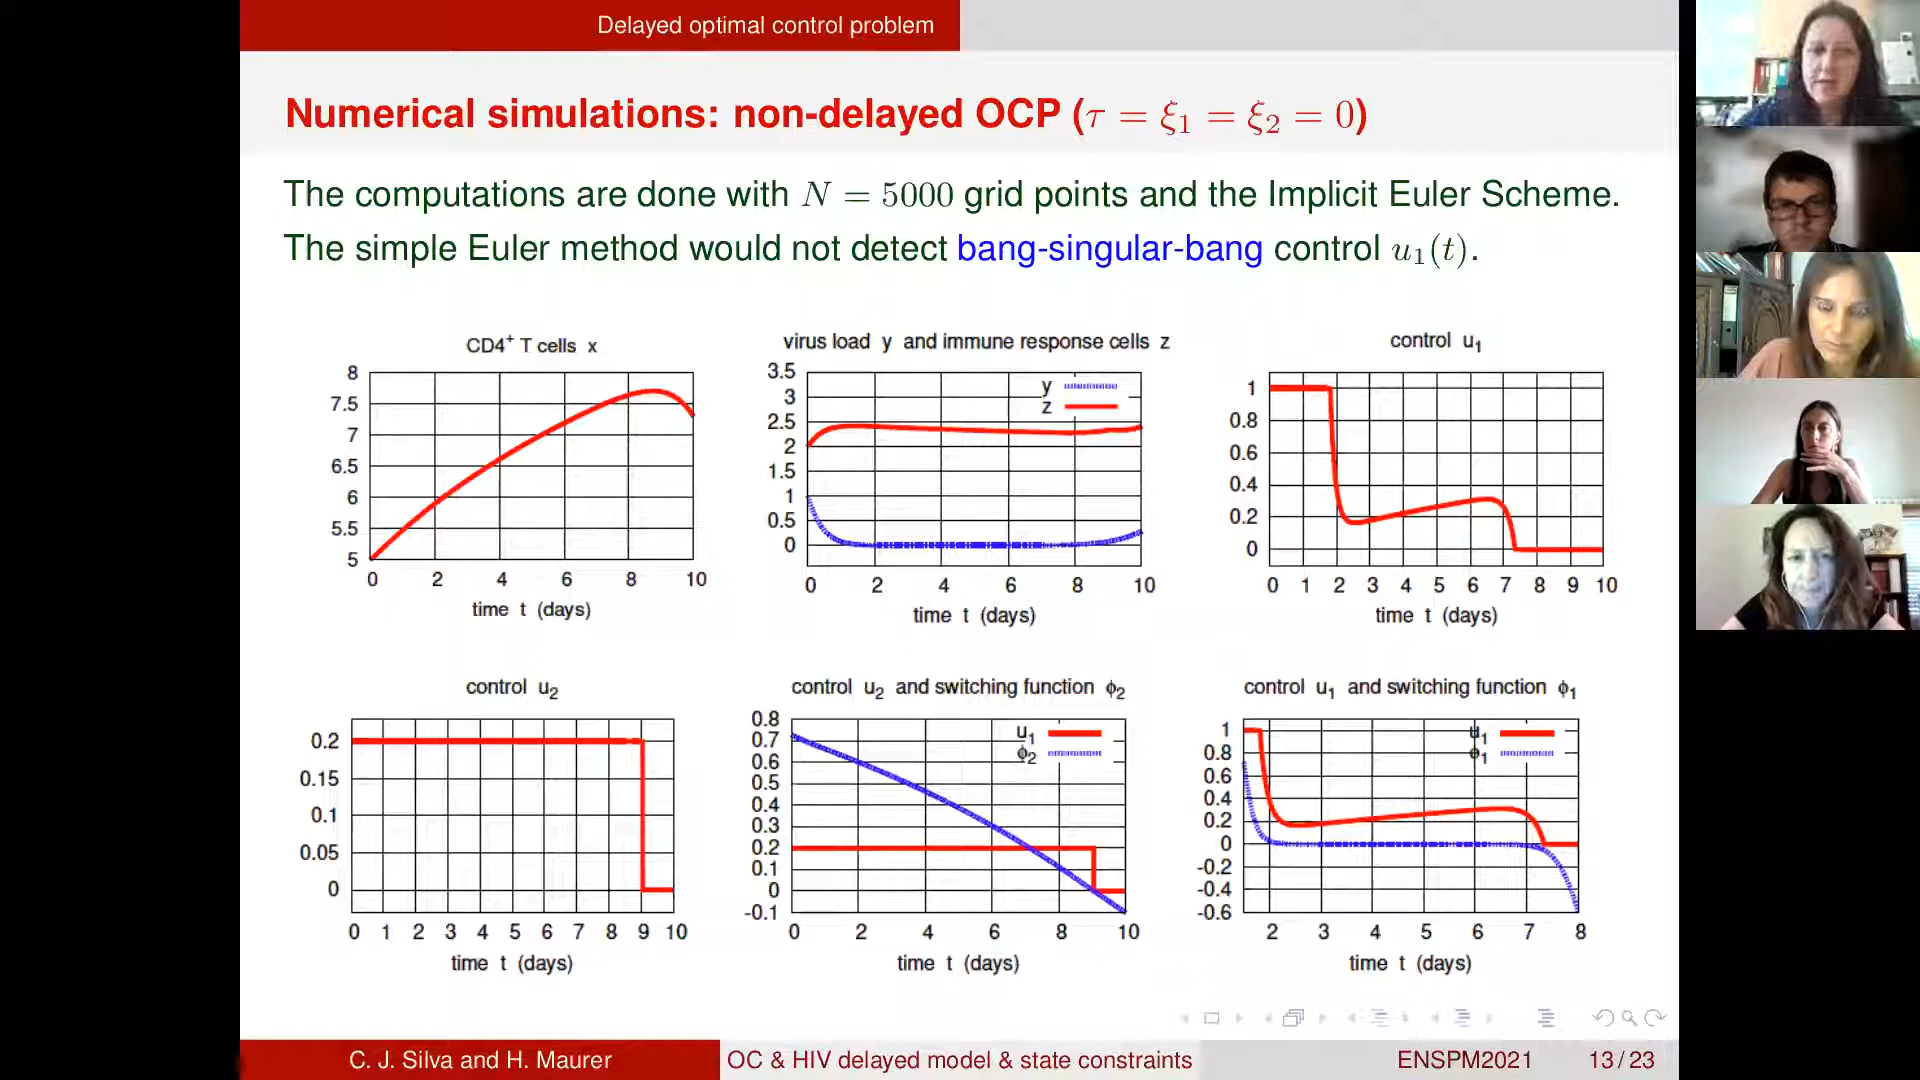 Delayed optimal control problem
Numerical simulations: non-delayed OCP (τ = ξ₁ = ξ₂ = 0)
The computations are done with N = 5000 grid points and the Implicit Euler Scheme.
The simple Euler method would not detect bang-singular-bang control u₁(t).
CD4⁺ T cells x
8
7.5
7
6.5
6
5.5
5
0 2 4 6 8 10
time t (days)
virus load y and immune response cells z
y
z
3.5
3
2.5
2
1.5
1
0.5
0
0 2 4 6 8 10
time t (days)
control u₁
1
0.8
0.6
0.4
0.2
0
0 1 2 3 4 5 6 7 8 9 10
time t (days)
control u₂
0.2
0.15
0.1
0.05
0
0 1 2 3 4 5 6 7 8 9 10
time t (days)
control u₂ and switching function ϕ₂
u₁
ϕ₂
0.8
0.7
0.6
0.5
0.4
0.3
0.2
0.1
0
-0.1
0 2 4 6 8 10
time t (days)
control u₁ and switching function ϕ₁
u₁
ϕ₁
1
0.8
0.6
0.4
0.2
0
-0.2
-0.4
-0.6
2 3 4 5 6 7 8
time t (days)
C. J. Silva and H. Maurer OC & HIV delayed model & state constraints ENSPM2021 13 / 23